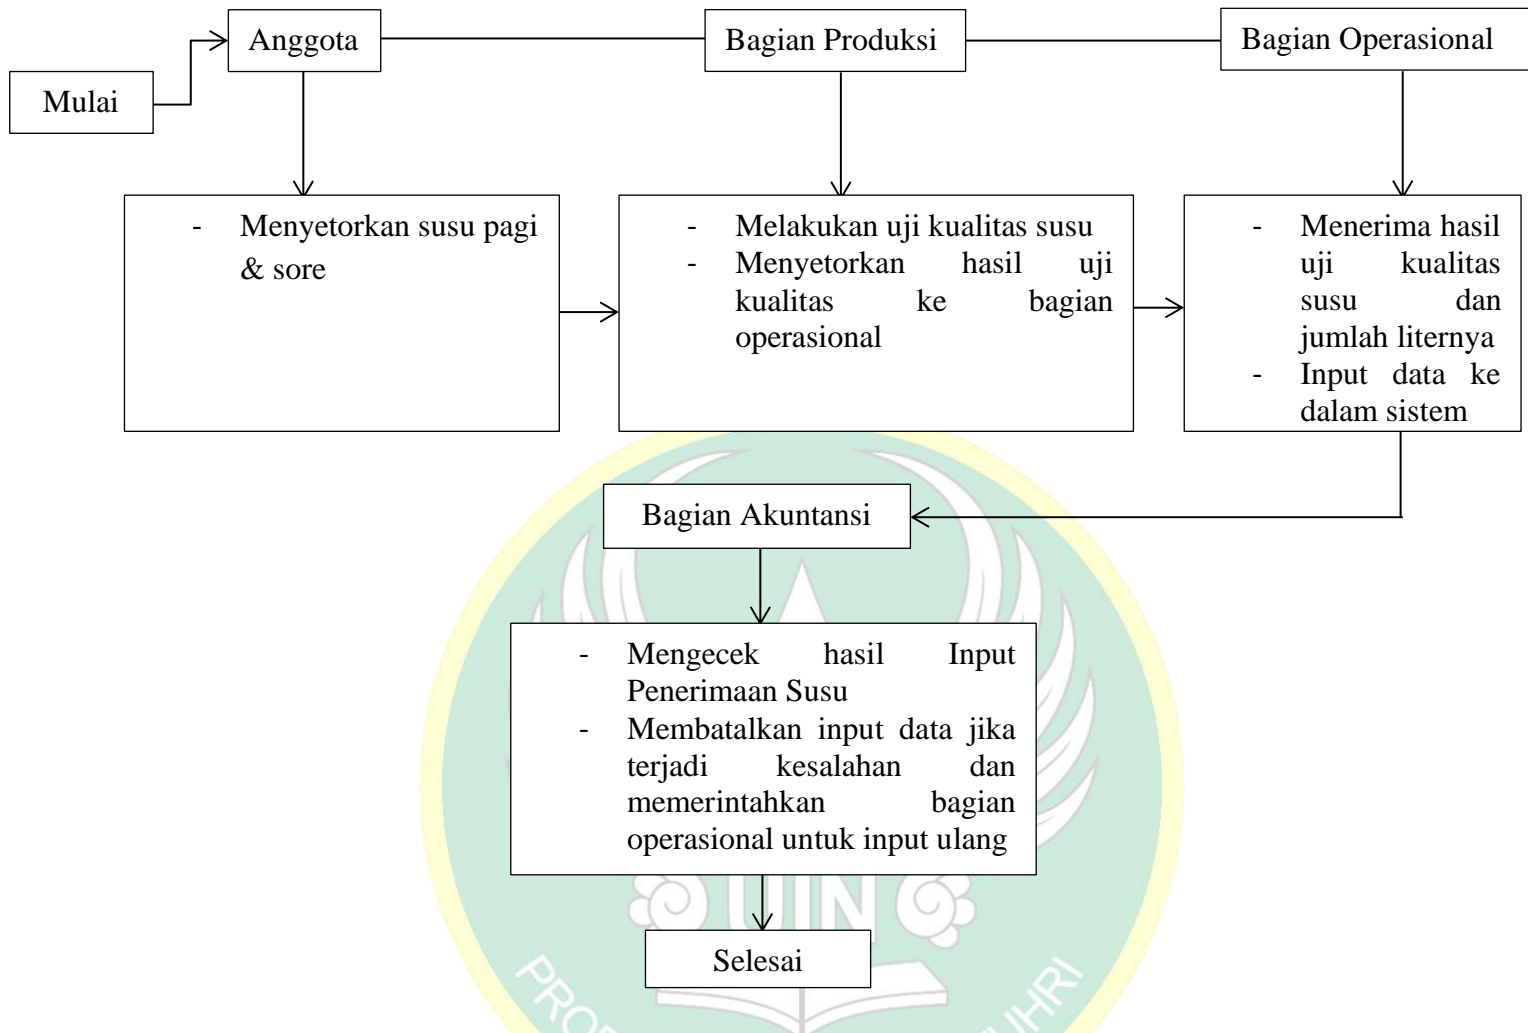 Mulai
Anggota
Bagian Produksi
Bagian Operasional
- Menyetorkan susu pagi
& sore
- Melakukan uji kualitas susu
- Menyetorkan hasil uji
kualitas ke bagian
operasional
- Menerima hasil
uji kualitas
susu dan
jumlah liternya
- Input data ke
dalam sistem
Bagian Akuntansi
- Mengecek hasil Input
Penerimaan Susu
- Membatalkan input data jika
terjadi kesalahan dan
memerintahkan bagian
operasional untuk input ulang
UIN
Selesai